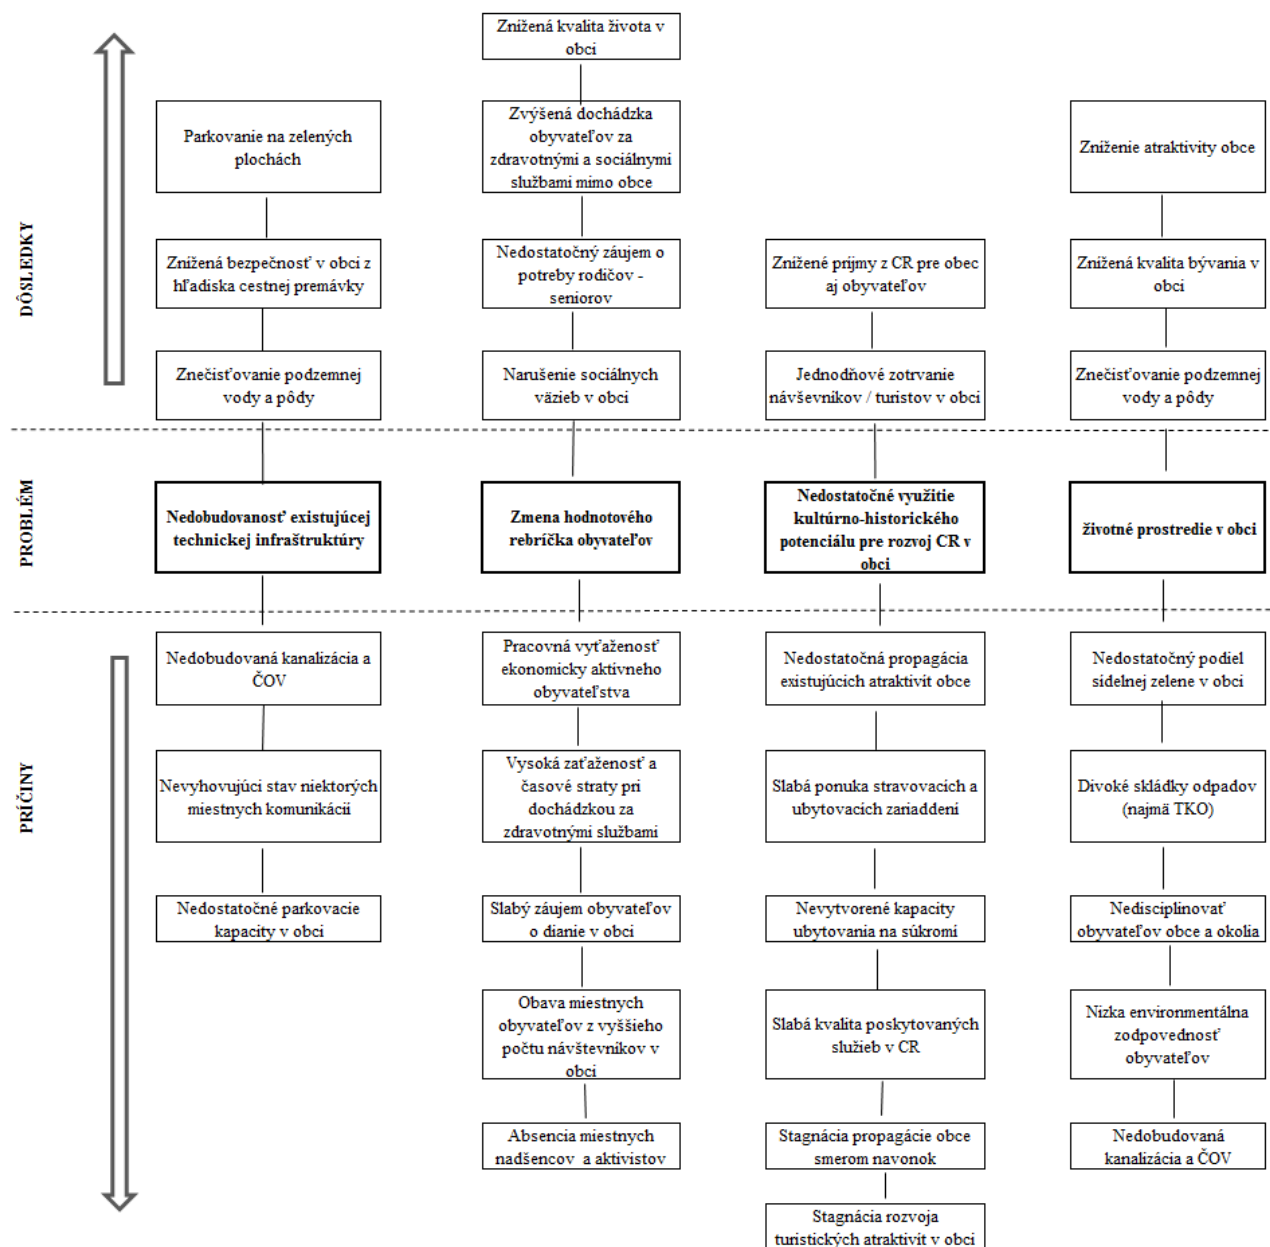 DÔSLEDKY
Parkovanie na zelených
plochách
Znížená bezpečnosť v obci z
hľadiska cestnej premávky
Znečisťovanie podzemnej
vody a pôdy
Znížená kvalita života v
obci
Zvýšená dochádzka
obyvateľov za
zdravotnými a sociálnymi
službami mimo obce
Nedostatočný záujem o
potreby rodičov -
seniorov
Narušenie sociálnych
väzieb v obci
Znížené príjmy z CR pre obec
aj obyvateľov
Jednodňové zotrvanie
návševníkov / turistov v obci
Zníženie atraktivity obce
Znížená kvalita bývania v
obci
Znečisťovanie podzemnej
vody a pôdy
PROBLÉM
Nedobudovanosť existujúcej
technickej infraštruktúry
Zmena hodnotového
rebríčka obyvateľov
Nedostatočné využitie
kultúrno-historického
potenciálu pre rozvoj CR v
obci
životné prostredie v obci
PRÍČINY
Nedobudovaná kanalizácia a
ČOV
Nevyhovujúci stav niektorých
miestnych komunikácií
Nedostatočné parkovacie
kapacity v obci
Pracovná vyťaženosť
ekonomicky aktívneho
obyvateľstva
Vysoká zaťaženosť a
časové straty pri
dochádzkou za
zdravotnými službami
Slabý záujem obyvateľov
o dianie v obci
Obava miestnych
obyvateľov z vyššieho
počtu návštevníkov v
obci
Absencia miestnych
nadšencov  a aktivistov
Nedostatočná propagácia
existujúcich atraktivít obce
Slabá ponuka stravovacích a
ubytovacích zariaddení
Nevytvorené kapacity
ubytovania na súkromí
Slabá kvalita poskytovaných
služieb v CR
Stagnácia propagácie obce
smerom navonok
Stagnácia rozvoja
turistických atraktivít v obci
Nedostatočný podiel
sídelnej zelene v obci
Divoké skládky odpadov
(najmä TKO)
Nedisciplinovať
obyvateľov obce a okolia
Nízka environmentálna
zodpovednosť
obyvateľov
Nedobudovaná
kanalizácia a ČOV